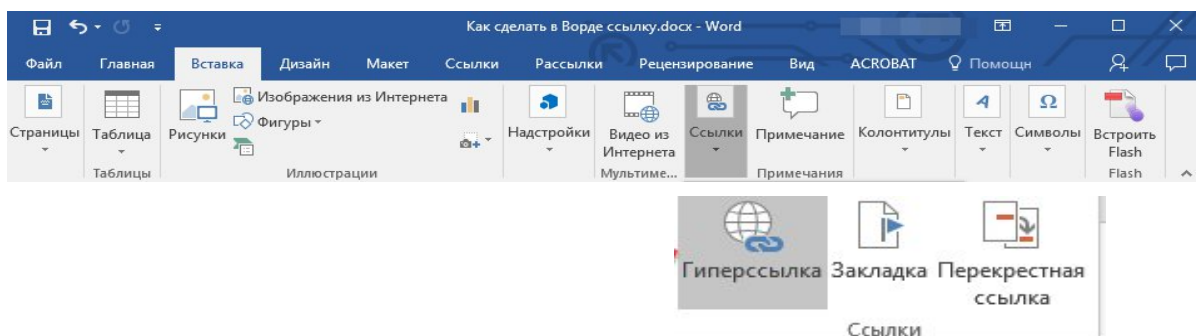 Как сделать в Ворде ссылку.docx - Word
Файл Главная Вставка Дизайн Макет Ссылки Рассылки Рецензирование Вид ACROBAT Помощн
Страницы Таблица Рисунки Изображения из Интернета Фигуры Надстройки Видео из Интернета Ссылки Примечание Колонтитулы Текст Символы Встроить Flash
Таблицы Иллюстрации Мультиме... Примечания Flash
Гиперссылка Закладка Перекрестная
ссылка
Ссылки